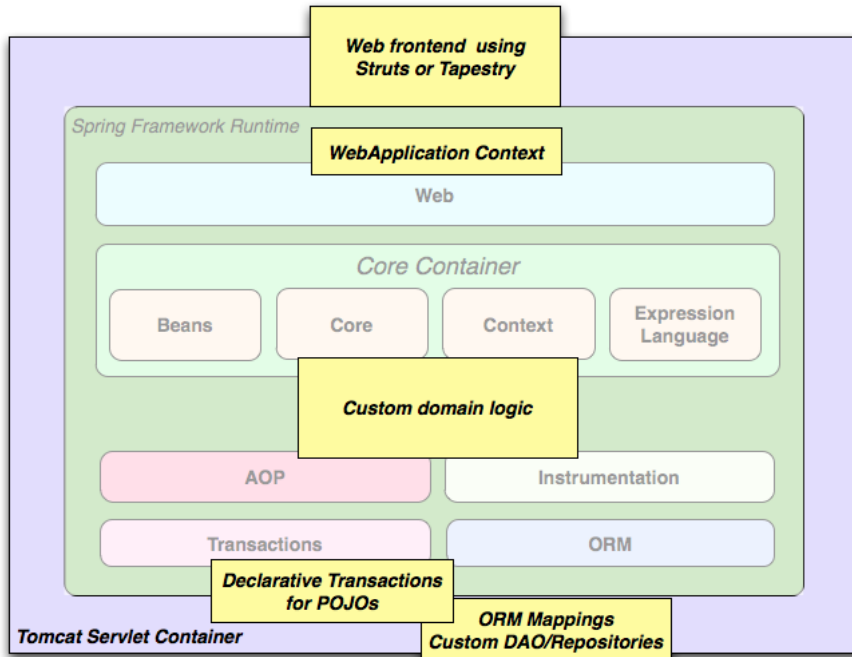 Web frontend using
Struts or Tapestry
Spring Framework Runtime
WebApplication Context
Web
Core Container
Beans
Core
Context
Expression
Language
Custom domain logic
AOP
Instrumentation
Transactions
ORM
Declarative Transactions
for POJOs
ORM Mappings
Custom DAO/Repositories
Tomcat Servlet Container